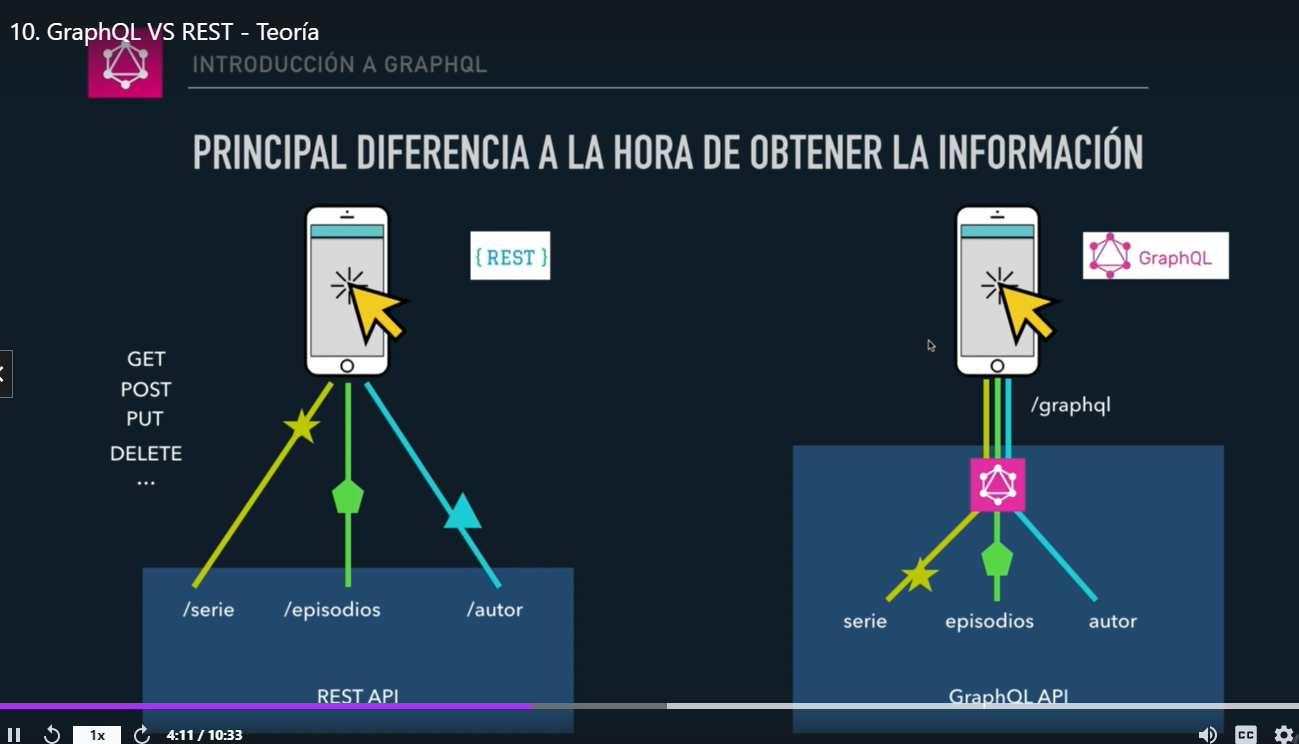 10. GraphQL VS REST - Teoría
INTRODUCCIÓN A GRAPHQL
PRINCIPAL DIFERENCIA A LA HORA DE OBTENER LA INFORMACIÓN
{ REST }
GraphQL
GET
POST
PUT
DELETE
...
/graphql
/serie /episodios /autor
serie episodios autor
REST API
GraphQL API
1x
4:11 / 10:33
CC